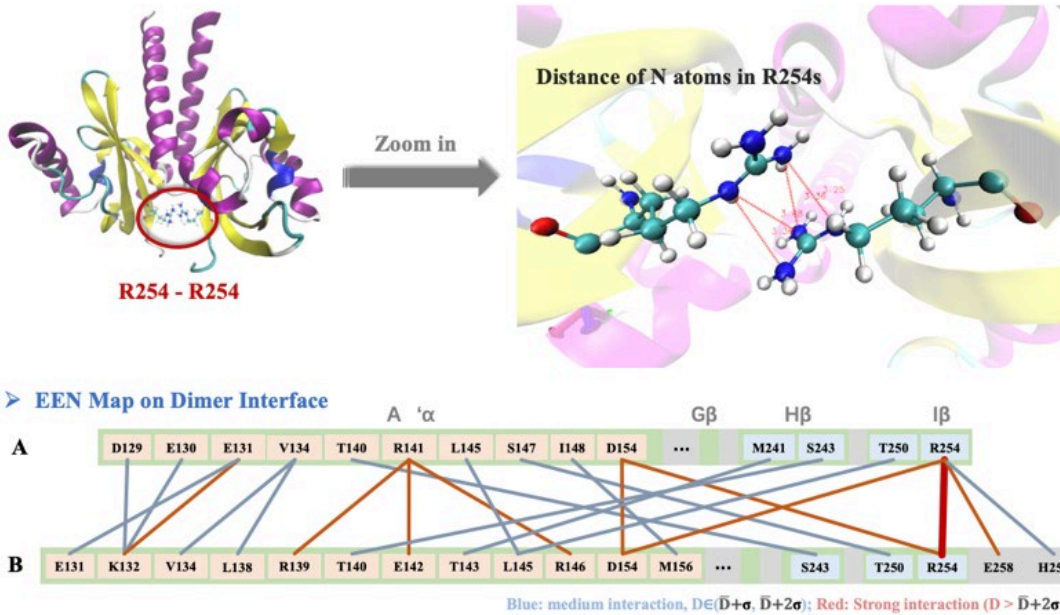 Distance of N atoms in R254s
Zoom in
R254 - R254
➢ EEN Map on Dimer Interface
A 'α Gβ Hβ Iβ
A D129 E130 E131 V134 T140 R141 L145 S147 I148 D154 ... M241 S243 T250 R254
B E131 K132 V134 L138 R139 T140 E142 T143 L145 R146 D154 M156 ... S243 T250 R254 E258
Blue: medium interaction, D∈(D̅+σ, D̅+2σ); Red: Strong interaction (D > D̅+2σ